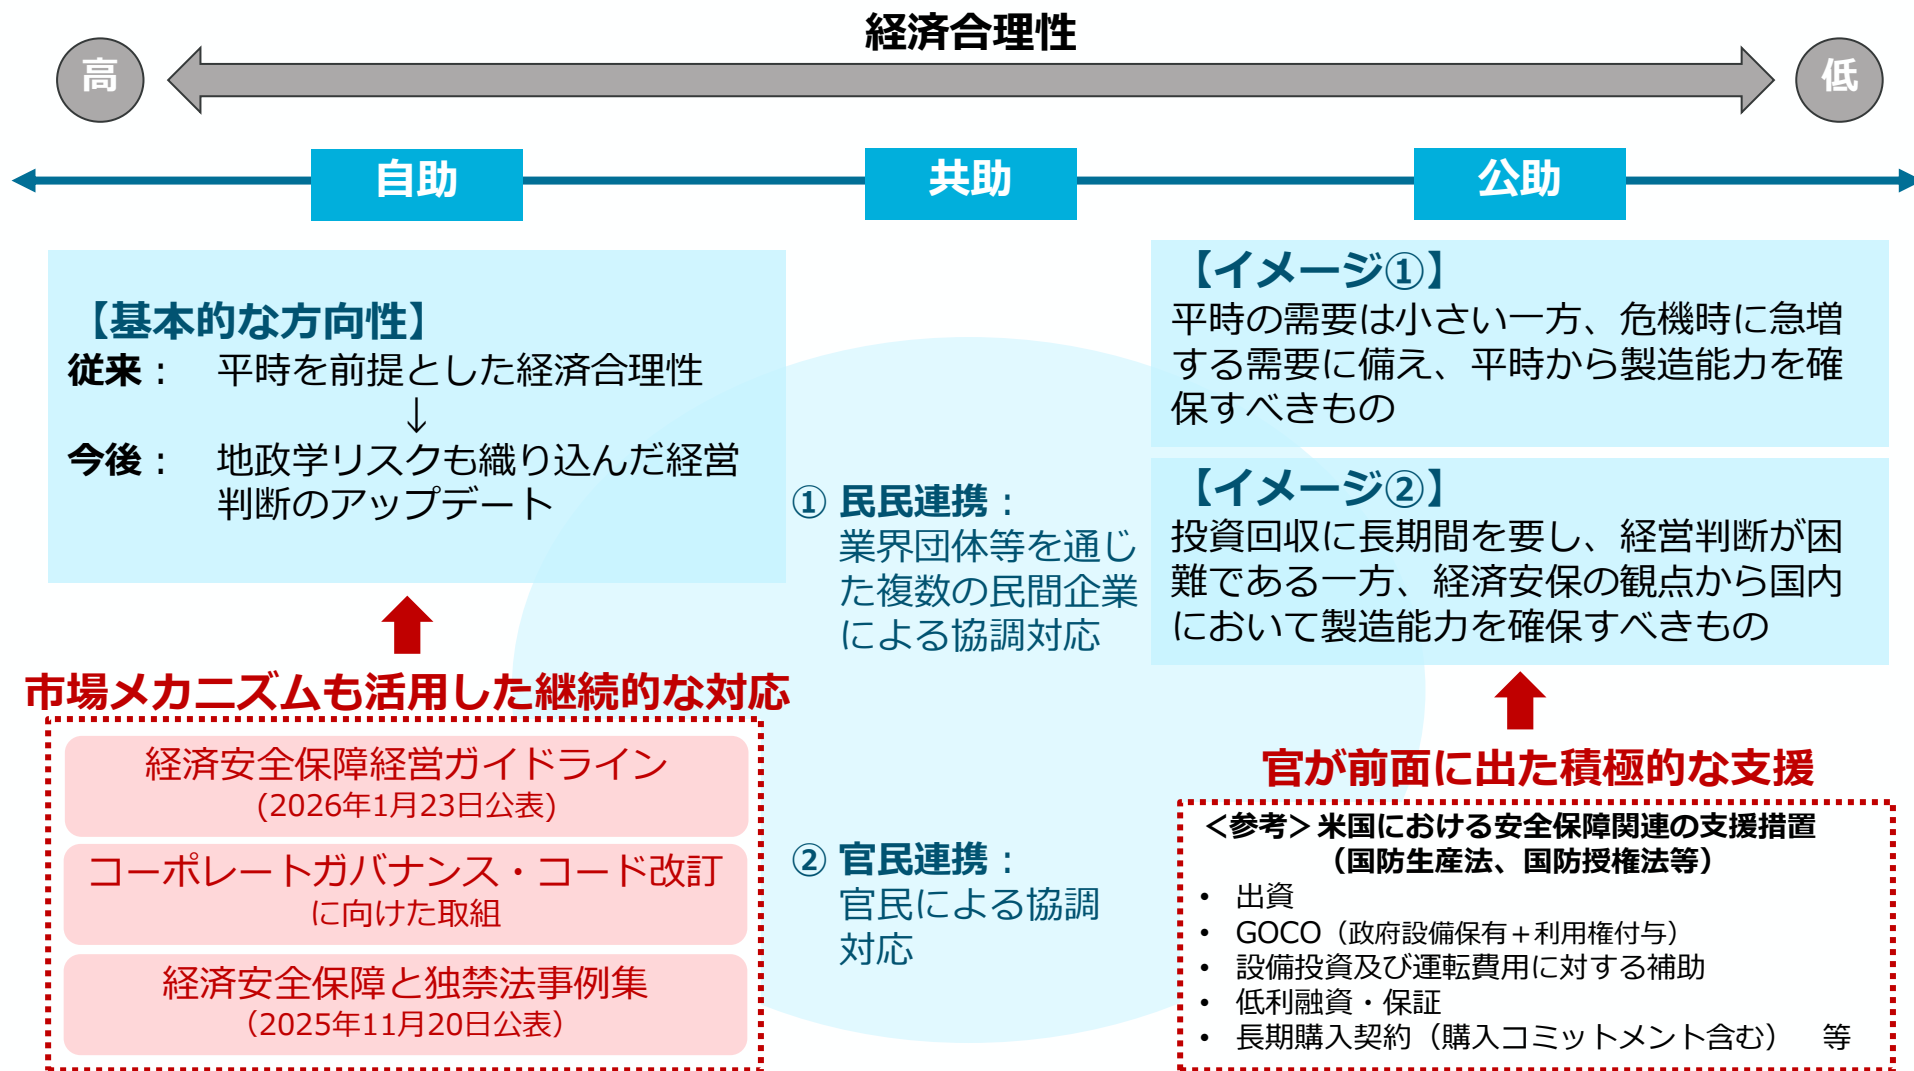 経済合理性
高
低
自助
共助
公助
【基本的な方向性】
従来： 平時を前提とした経済合理性
↓
今後： 地政学リスクも織り込んだ経営
判断のアップデート
市場メカニズムも活用した継続的な対応
経済安全保障経営ガイドライン
(2026年1月23日公表)
コーポレートガバナンス・コード改訂
に向けた取組
経済安全保障と独禁法事例集
（2025年11月20日公表）
① 民民連携：
業界団体等を通じ
た複数の民間企業
による協調対応
② 官民連携：
官民による協調
対応
【イメージ①】
平時の需要は小さい一方、危機時に急増
する需要に備え、平時から製造能力を確
保すべきもの
【イメージ②】
投資回収に長期間を要し、経営判断が困
難である一方、経済安保の観点から国内
において製造能力を確保すべきもの
官が前面に出た積極的な支援
＜参考＞米国における安全保障関連の支援措置
（国防生産法、国防授権法等）
• 出資
• GOCO（政府設備保有＋利用権付与）
• 設備投資及び運転費用に対する補助
• 低利融資・保証
• 長期購入契約（購入コミットメント含む） 等